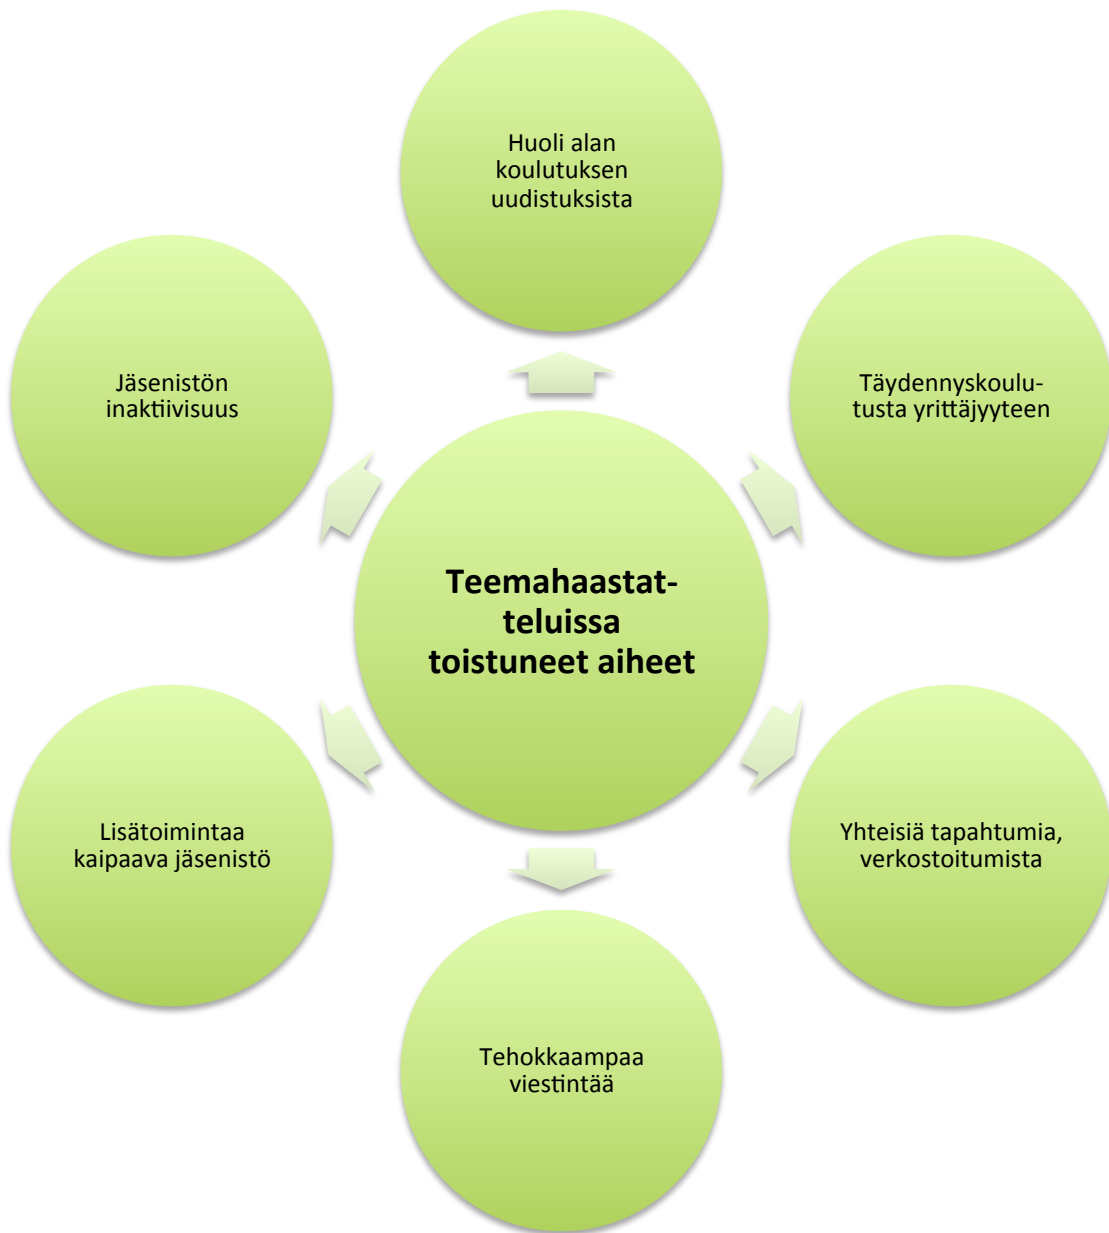 Huoli alan
koulutuksen
uudistuksista
Jäsenistön
inaktiivisuus
Täydennyskoulu-
tusta yrittäjyyteen
Teemahaastat-
teluissa
toistuneet aiheet
Lisätoimintaa
kaipaava jäsenistö
Yhteisiä tapahtumia,
verkostoitumista
Tehokkaampaa
viestintää